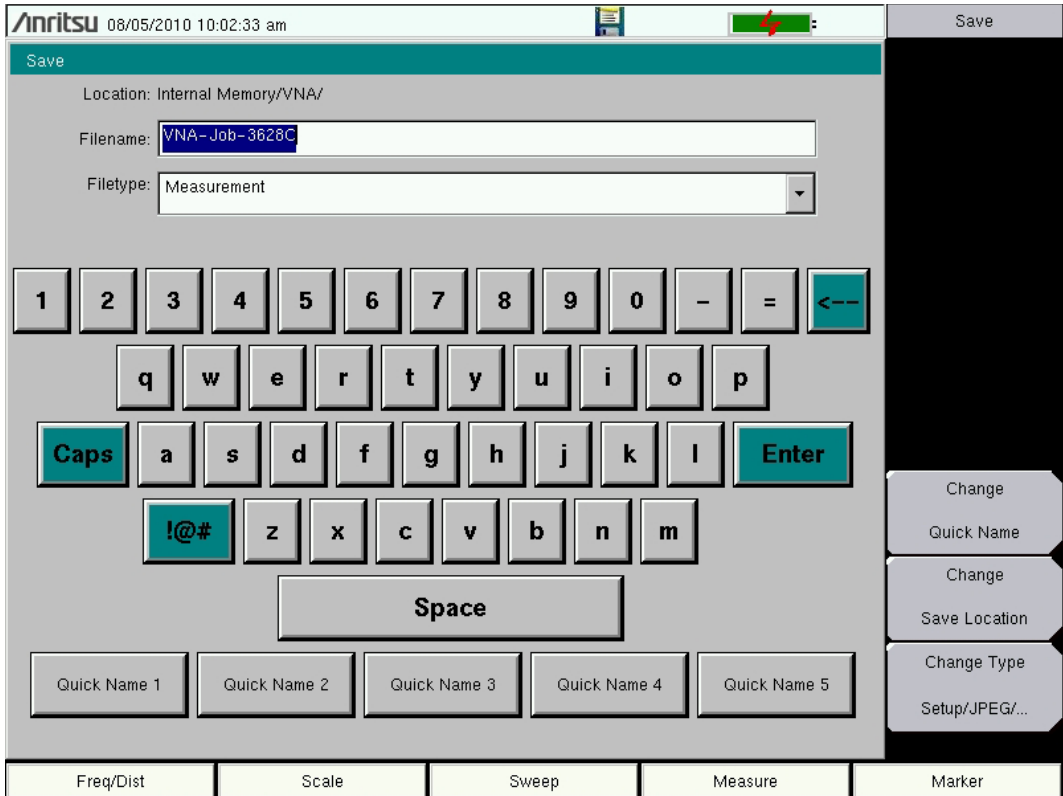 Anritsu 08/05/2010 10:02:33 am
Save
Save
Location: Internal Memory/VNA/
Filename: VNA-Job-3628C
Filetype: Measurement
1 2 3 4 5 6 7 8 9 0 - = <--
q w e r t y u i o p
Caps a s d f g h j k l Enter
!@# z x c v b n m
Space
Quick Name 1 Quick Name 2 Quick Name 3 Quick Name 4 Quick Name 5
Change
Quick Name
Change
Save Location
Change Type
Setup/JPEG/...
Freq/Dist Scale Sweep Measure Marker